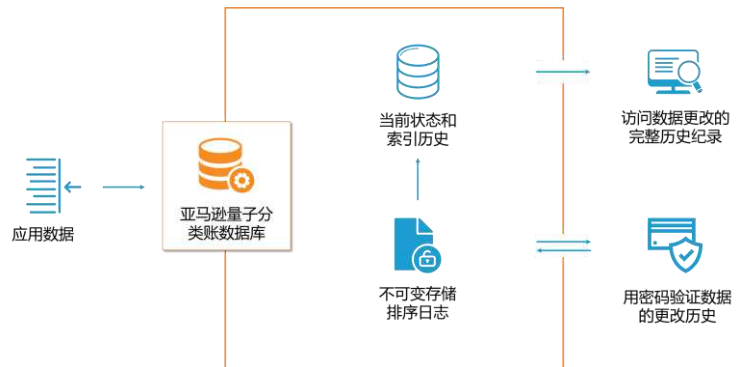 应用数据
亚马逊量子分
类账数据库
当前状态和
索引历史
不可变存储
排序日志
访问数据更改的
完整历史纪录
用密码验证数据
的更改历史